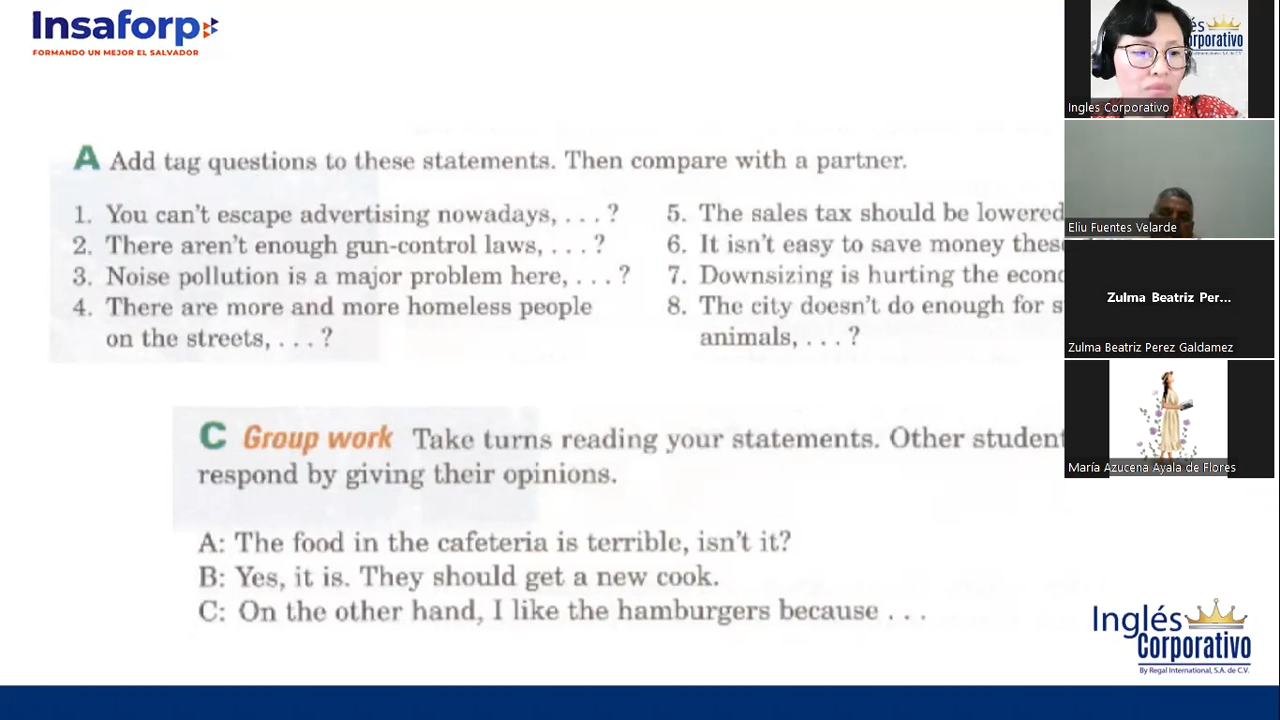 Insaforp
FORMANDO UN MEJOR EL SALVADOR
A Add tag questions to these statements. Then compare with a partner.
1. You can't escape advertising nowadays, . . . ?
2. There aren't enough gun-control laws, . . . ?
3. Noise pollution is a major problem here, . . . ?
4. There are more and more homeless people
on the streets, . . . ?
5. The sales tax should be lowered
6. It isn't easy to save money
7. Downsizing is hurting the
8. The city doesn't do enough for
animals, . . . ?
C Group work Take turns reading your statements. Other
respond by giving their opinions.
A: The food in the cafeteria is terrible, isn't it?
B: Yes, it is. They should get a new cook.
C: On the other hand, I like the hamburgers because . . .
Ingles Corporativo
Eliu Fuentes Velarde
Zulma Beatriz Per...
Zulma Beatriz Perez Galdamez
María Azucena Ayala de Flores
Inglés
Corporativo
By Regal International, S.A. de C.V.